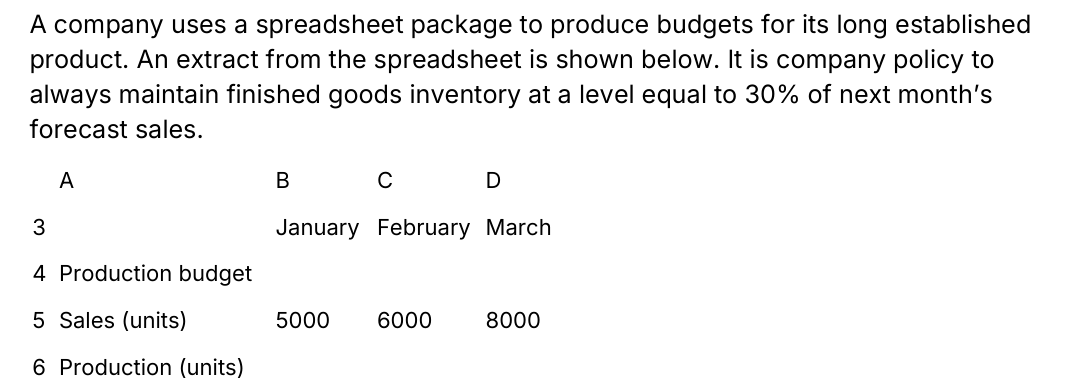 A company uses a spreadsheet package to produce budgets for its long established
product. An extract from the spreadsheet is shown below. It is company policy to
always maintain finished goods inventory at a level equal to 30% of next month’s
forecast sales.
A B C D
3 January February March
4 Production budget
5 Sales (units) 5000 6000 8000
6 Production (units)